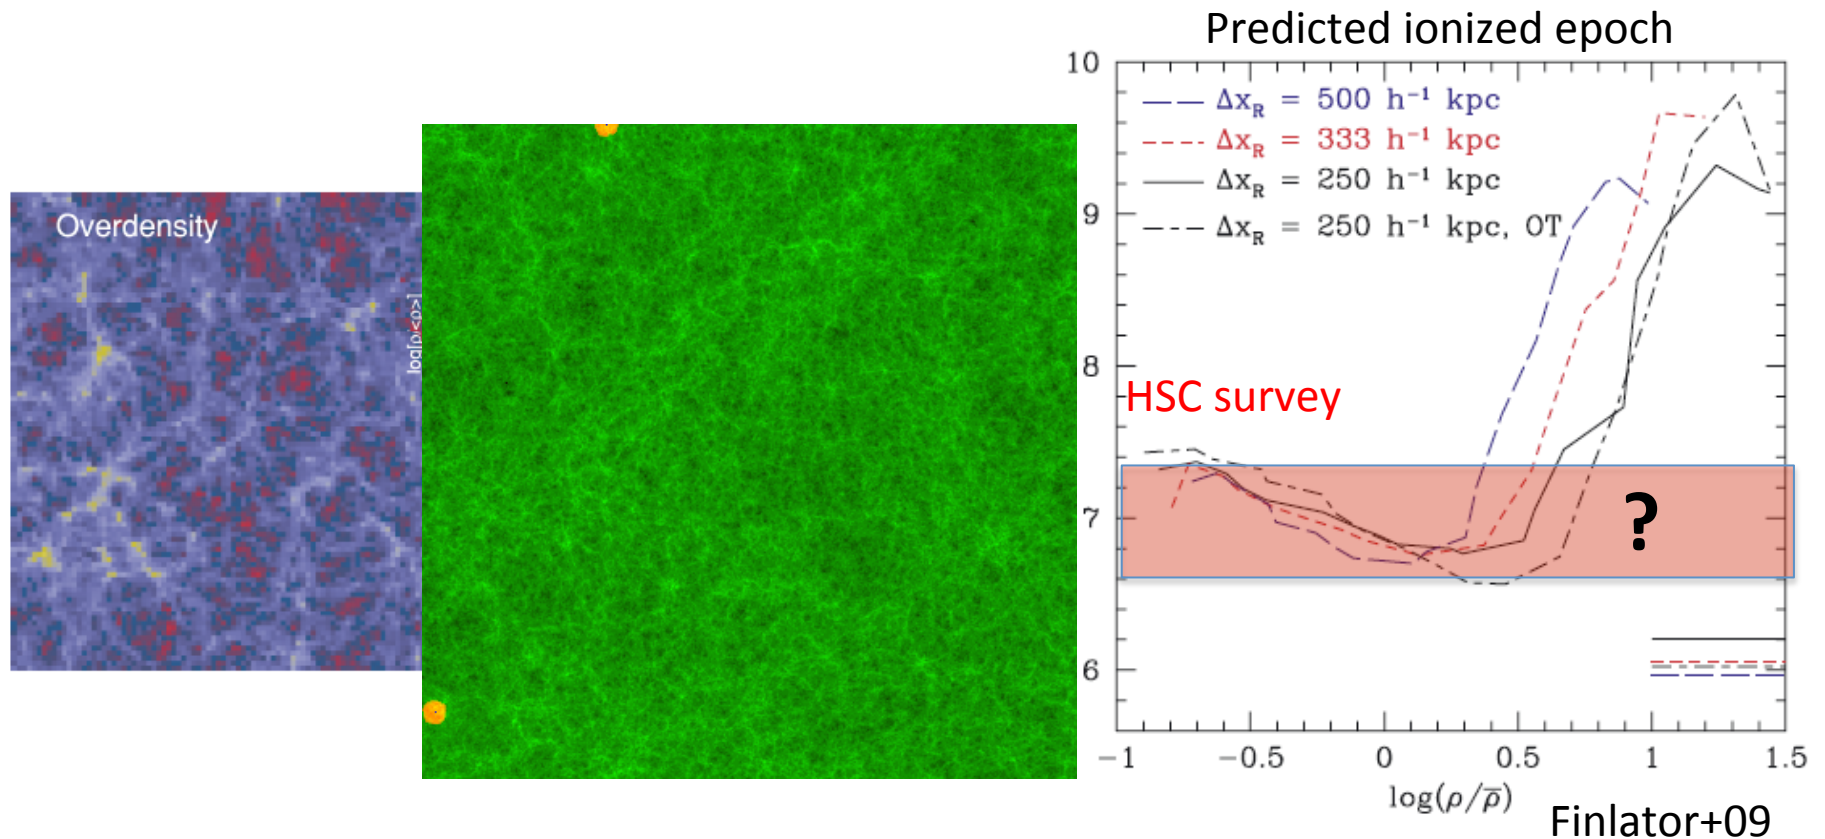 Predicted ionized epoch
10
Δx_R = 500 h⁻¹ kpc
Δx_R = 333 h⁻¹ kpc
Δx_R = 250 h⁻¹ kpc
Δx_R = 250 h⁻¹ kpc, OT
9
Overdensity
log[ρ/<ρ>]
8
HSC survey
7
?
6
−1 −0.5 0 0.5 1 1.5
log(ρ/ρ̅)
Finlator+09